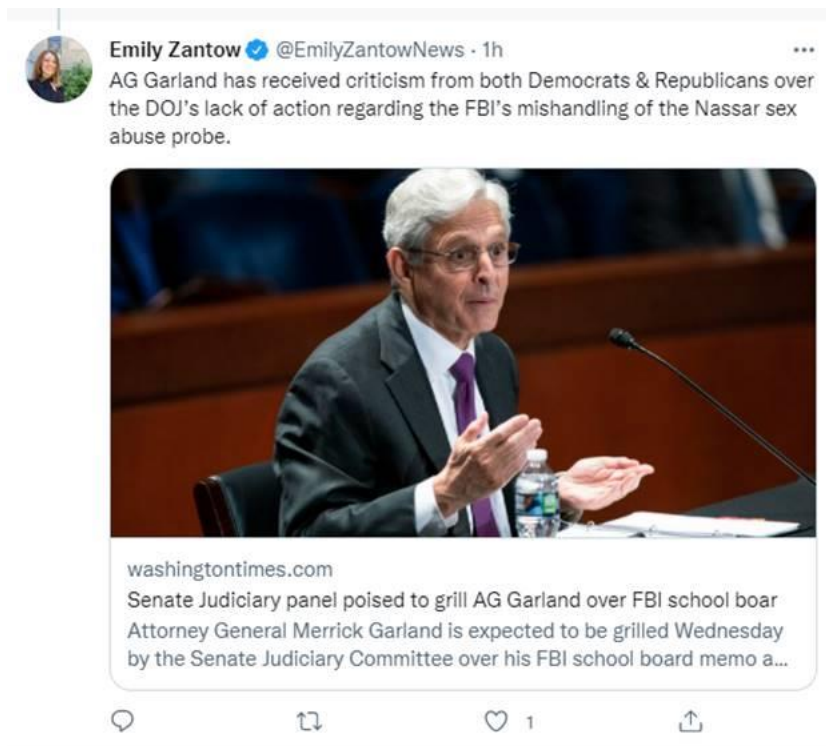 Emily Zantow @EmilyZantowNews · 1h
AG Garland has received criticism from both Democrats & Republicans over
the DOJ's lack of action regarding the FBI's mishandling of the Nassar sex
abuse probe.
washingtontimes.com
Senate Judiciary panel poised to grill AG Garland over FBI school boar
Attorney General Merrick Garland is expected to be grilled Wednesday
by the Senate Judiciary Committee over his FBI school board memo a...
1